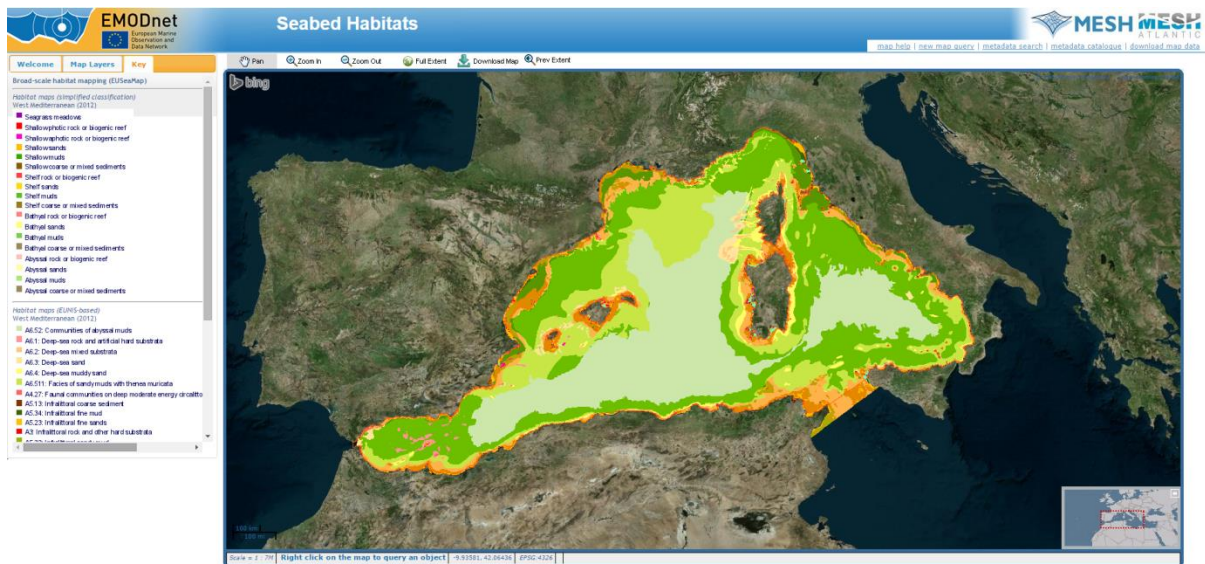 EMODnet
European Marine
Observation and
Data Network
Seabed Habitats
MESH MESH
ATLANTIC
map help | new map query | metadata search | metadata catalogue | download map data
Welcome
Map Layers
Key
Pan
Zoom In
Zoom Out
Full Extent
Download Map
Prev Extent
Broad-scale habitat mapping (EUSeaMap)
Habitat maps (simplified classification)
West Mediterranean (2012)
Seagrass meadows
Shallow photic rock or biogenic reef
Shallow aphotic rock or biogenic reef
Shallow sands
Shallow muds
Shallow coarse or mixed sediments
Shelf rock or biogenic reef
Shelf sands
Shelf muds
Shelf coarse or mixed sediments
Bathyal rock or biogenic reef
Bathyal sands
Bathyal muds
Bathyal coarse or mixed sediments
Abyssal rock or biogenic reef
Abyssal sands
Abyssal muds
Abyssal coarse or mixed sediments
Habitat maps (EUNIS-based)
West Mediterranean (2012)
A6.52: Communities of abyssal muds
A6.1: Deep-sea rock and artificial hard substrata
A6.2: Deep-sea mixed substrata
A6.3: Deep-sea sand
A6.4: Deep-sea muddy sand
A6.511: Facies of sandy muds with thenea muricata
A4.27: Faunal communities on deep moderate energy circalitto
A5.13: Infralittoral coarse sediment
A5.34: Infralittoral fine mud
A5.23: Infralittoral fine sands
A3: Infralittoral rock and other hard substrata
bing
100 km
100 mi
Scale = 1 : 7M
Right click on the map to query an object
-9.93581, 42.06436
EPSG:4326